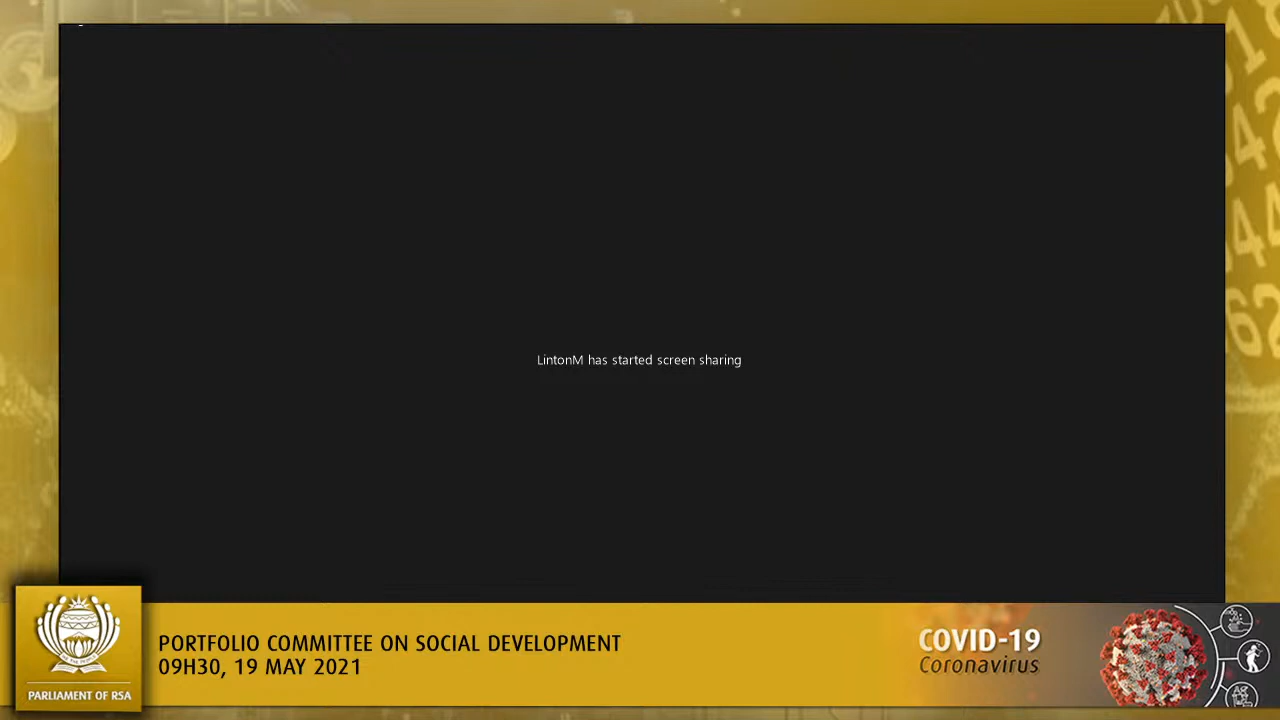 LintonM has started screen sharing
PORTFOLIO COMMITTEE ON SOCIAL DEVELOPMENT
09H30, 19 MAY 2021
COVID-19
Coronavirus
PARLIAMENT OF RSA